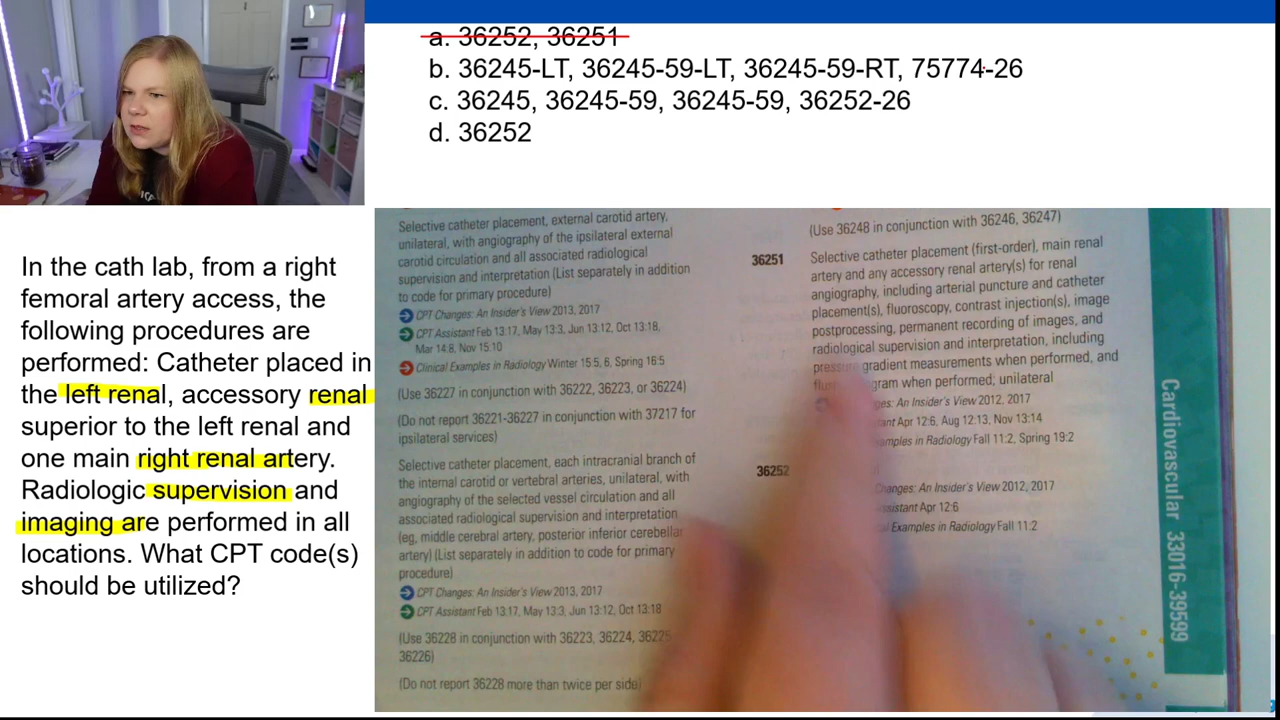 a. 36252, 36251
b. 36245-LT, 36245-59-LT, 36245-59-RT, 75774-26
c. 36245, 36245-59, 36245-59, 36252-26
d. 36252
In the cath lab, from a right
femoral artery access, the
following procedures are
performed: Catheter placed in
the left renal, accessory renal
superior to the left renal and
one main right renal artery.
Radiologic supervision and
imaging are performed in all
locations. What CPT code(s)
should be utilized?
Selective catheter placement, external carotid artery,
unilateral, with angiography of the ipsilateral external
carotid circulation and all associated radiological
supervision and interpretation (List separately in addition
to code for primary procedure)
CPT Changes: An Insider's View 2013, 2017
CPT Assistant Feb 13:17, May 13:3, Jun 13:12, Oct 13:18,
Mar 14:8, Nov 15:10
Clinical Examples in Radiology Winter 15:5, 6, Spring 16:5
(Use 36227 in conjunction with 36222, 36223, or 36224)
(Do not report 36221-36227 in conjunction with 37217 for
ipsilateral services)
Selective catheter placement, each intracranial branch of
the internal carotid or vertebral arteries, unilateral, with
angiography of the selected vessel circulation and all
associated radiological supervision and interpretation
(eg, middle cerebral artery, posterior inferior cerebellar
artery) (List separately in addition to code for primary
procedure)
CPT Changes: An Insider's View 2013, 2017
CPT Assistant Feb 13:17, May 13:3, Jun 13:12, Oct 13:18
(Use 36228 in conjunction with 36223, 36224, 36225
36226)
(Do not report 36228 more than twice per side)
(Use 36248 in conjunction with 36246, 36247)
36251 Selective catheter placement (first-order), main renal
artery and any accessory renal artery(s) for renal
angiography, including arterial puncture and catheter
placement(s), fluoroscopy, contrast injection(s), image
postprocessing, permanent recording of images, and
radiological supervision and interpretation, including
pressure gradient measurements when performed, and
gram when performed; unilateral
ges: An Insider's View 2012, 2017
tant Apr 12:6, Aug 12:13, Nov 13:14
amples in Radiology Fall 11:2, Spring 19:2
36252
Changes: An Insider's View 2012, 2017
ssistant Apr 12:6
al Examples in Radiology Fall 11:2
Cardiovascular 33016-39599